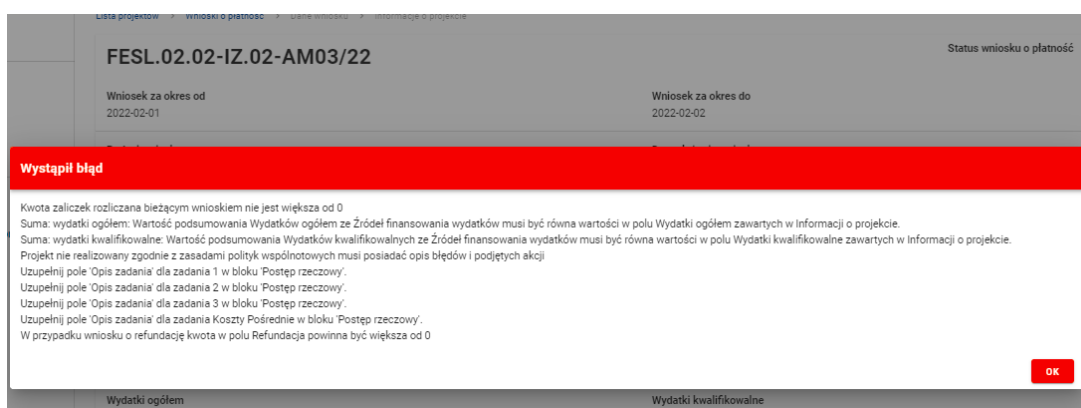 Lista projektów > Wnioski o płatność > Dane wniosku > Informacje o projekcie
FESL.02.02-IZ.02-AM03/22
Status wniosku o płatność
Wniosek za okres od
Wniosek za okres do
2022-02-01
2022-02-02
Wystąpił błąd
Kwota zaliczek rozliczana bieżącym wnioskiem nie jest większa od 0
Suma: wydatki ogółem: Wartość podsumowania Wydatków ogółem ze Źródeł finansowania wydatków musi być równa wartości w polu Wydatki ogółem zawartych w Informacji o projekcie.
Suma: wydatki kwalifikowalne: Wartość podsumowania Wydatków kwalifikowalnych ze Źródeł finansowania wydatków musi być równa wartości w polu Wydatki kwalifikowalne zawartych w Informacji o projekcie.
Projekt nie realizowany zgodnie z zasadami polityk wspólnotowych musi posiadać opis błędów i podjętych akcji
Uzupełnij pole 'Opis zadania' dla zadania 1 w bloku 'Postęp rzeczowy'.
Uzupełnij pole 'Opis zadania' dla zadania 2 w bloku 'Postęp rzeczowy'.
Uzupełnij pole 'Opis zadania' dla zadania 3 w bloku 'Postęp rzeczowy'.
Uzupełnij pole 'Opis zadania' dla zadania Koszty Pośrednie w bloku 'Postęp rzeczowy'.
W przypadku wniosku o refundację kwota w polu Refundacja powinna być większa od 0
OK
Wydatki ogółem
Wydatki kwalifikowalne